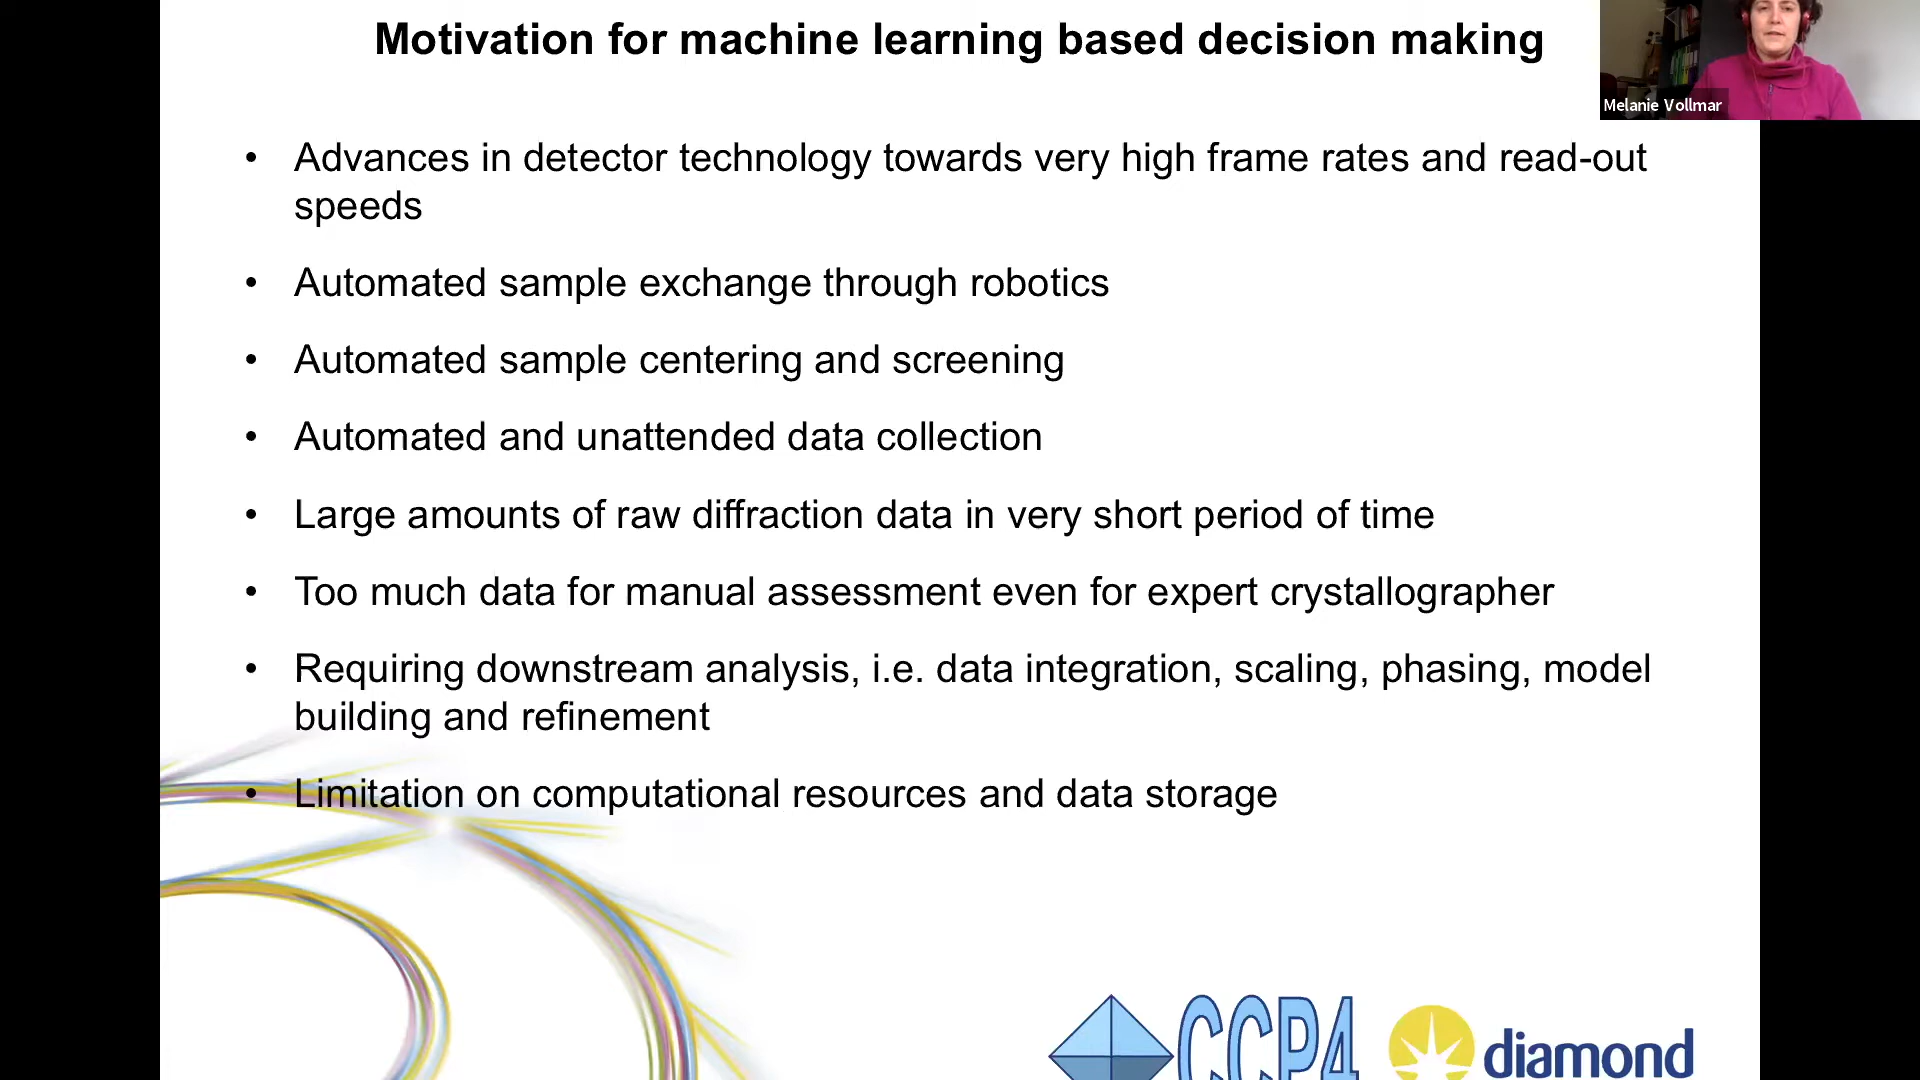 Motivation for machine learning based decision making
Melanie Vollmar
• Advances in detector technology towards very high frame rates and read-out
speeds
• Automated sample exchange through robotics
• Automated sample centering and screening
• Automated and unattended data collection
• Large amounts of raw diffraction data in very short period of time
• Too much data for manual assessment even for expert crystallographer
• Requiring downstream analysis, i.e. data integration, scaling, phasing, model
building and refinement
• Limitation on computational resources and data storage
CCP4
diamond